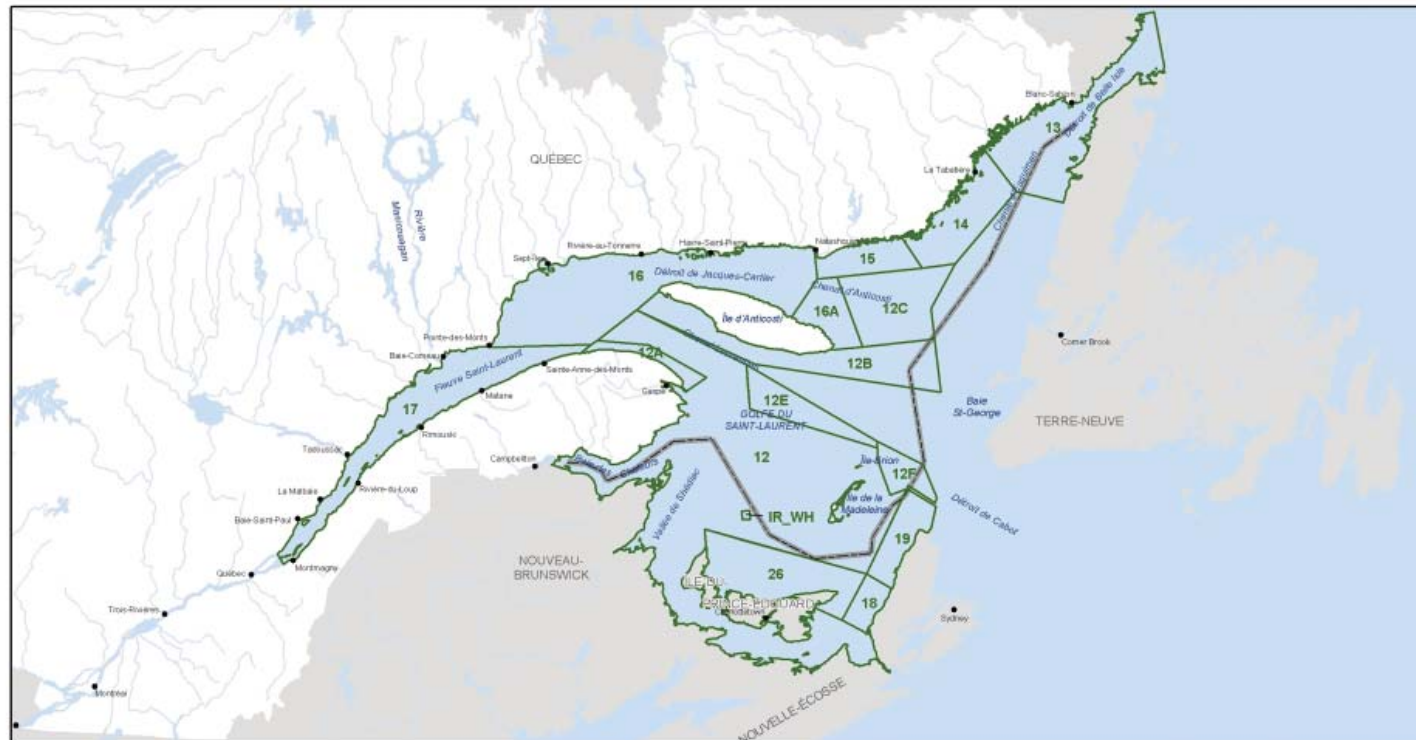 Blanc-Sablon
Détroit de Belle Isle
13
QUÉBEC
La Tabatière
Rivière
Manicouagan
14
Rivière-au-Tonnerre
Havre-Saint-Pierre
15
Sept-Îles
16
Détroit de Jacques-Cartier
Chenal d'Anticosti
16A
12C
Île d'Anticosti
Pointe-des-Monts
Corner Brook
Baie-Comeau
12A
12B
Fleuve Saint-Laurent
Sainte-Anne-des-Monts
Gaspé
Matane
12E
Baie
St-George
17
GOLFE DU
SAINT-LAURENT
TERRE-NEUVE
Rimouski
Tadoussac
12
Île-Brion
Campbellton
12F
Rivière-du-Loup
La Malbaie
Île de la
Madeleine
Détroit de Cabot
Baie-Saint-Paul
IR_WH
Vallée de Shédiac
19
Montmagny
NOUVEAU-
BRUNSWICK
Québec
26
ÎLE-DU-
PRINCE-ÉDOUARD
18
Trois-Rivières
Sydney
Montréal
NOUVELLE-ÉCOSSE